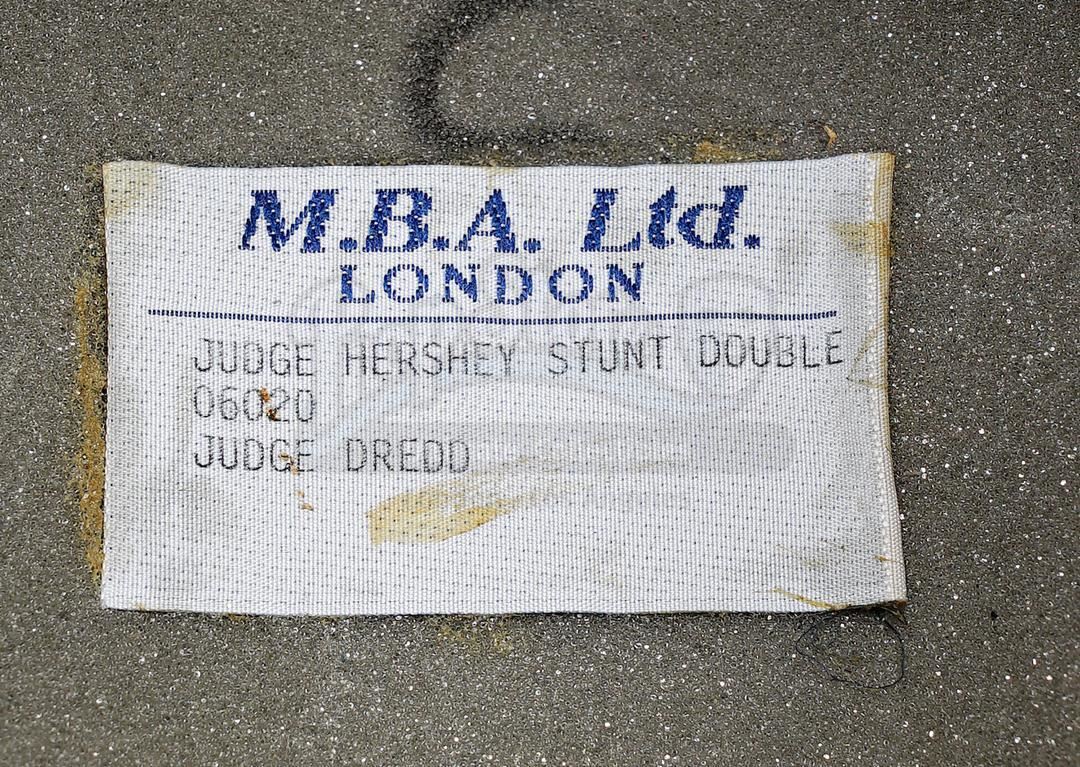 M.B.A. Ltd.
LONDON
JUDGE HERSHEY STUNT DOUBLE
06020
JUDGE DREDD